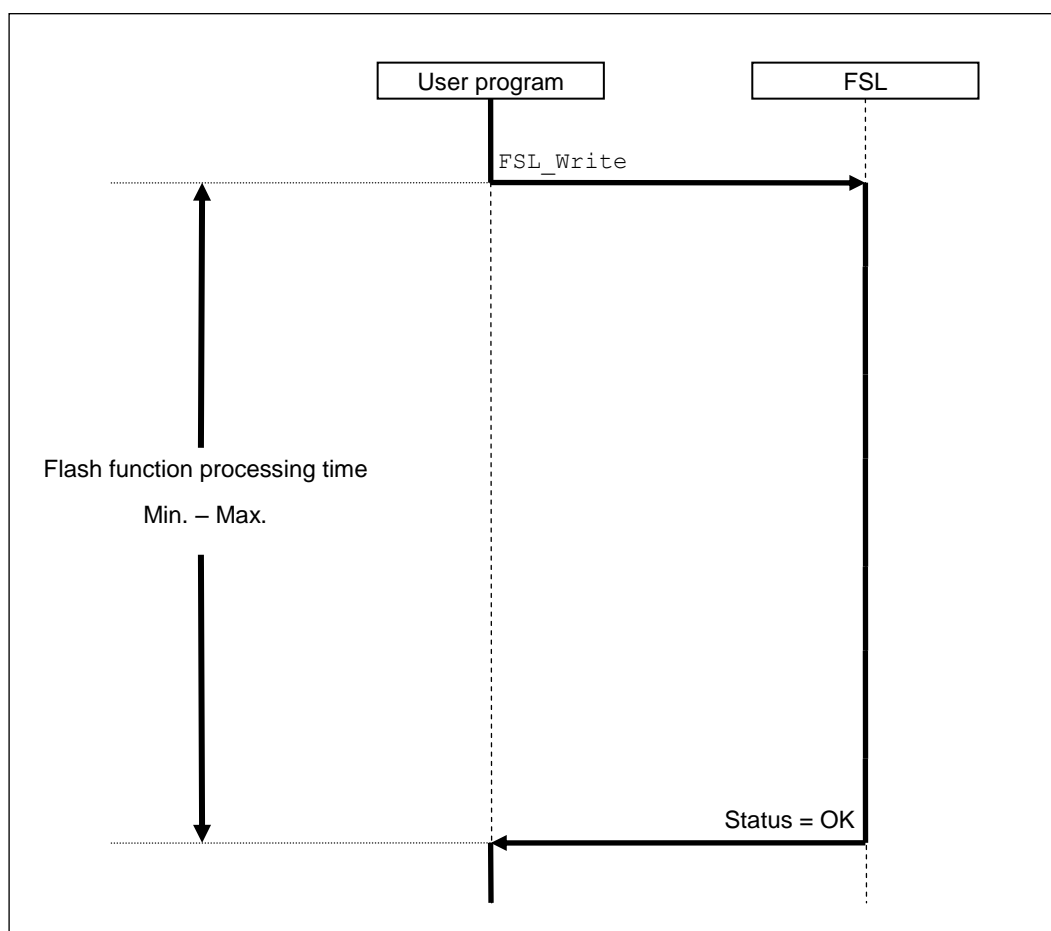 User program
FSL
FSL_Write
Flash function processing time
Min. – Max.
Status = OK